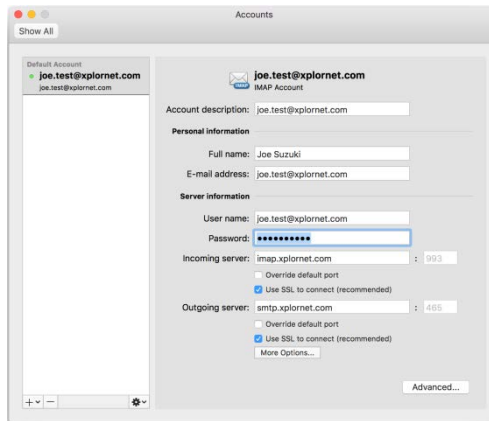 Accounts
Show All
Default Account
joe.test@xplornet.com
joe.test@xplornet.com
joe.test@xplornet.com
IMAP
IMAP Account
Account description: joe.test@xplornet.com
Personal information
Full name: Joe Suzuki
E-mail address: joe.test@xplornet.com
Server information
User name: joe.test@xplornet.com
Password: ••••••••••
Incoming server: imap.xplornet.com : 993
Override default port
Use SSL to connect (recommended)
Outgoing server: smtp.xplornet.com : 465
Override default port
Use SSL to connect (recommended)
More Options...
Advanced...